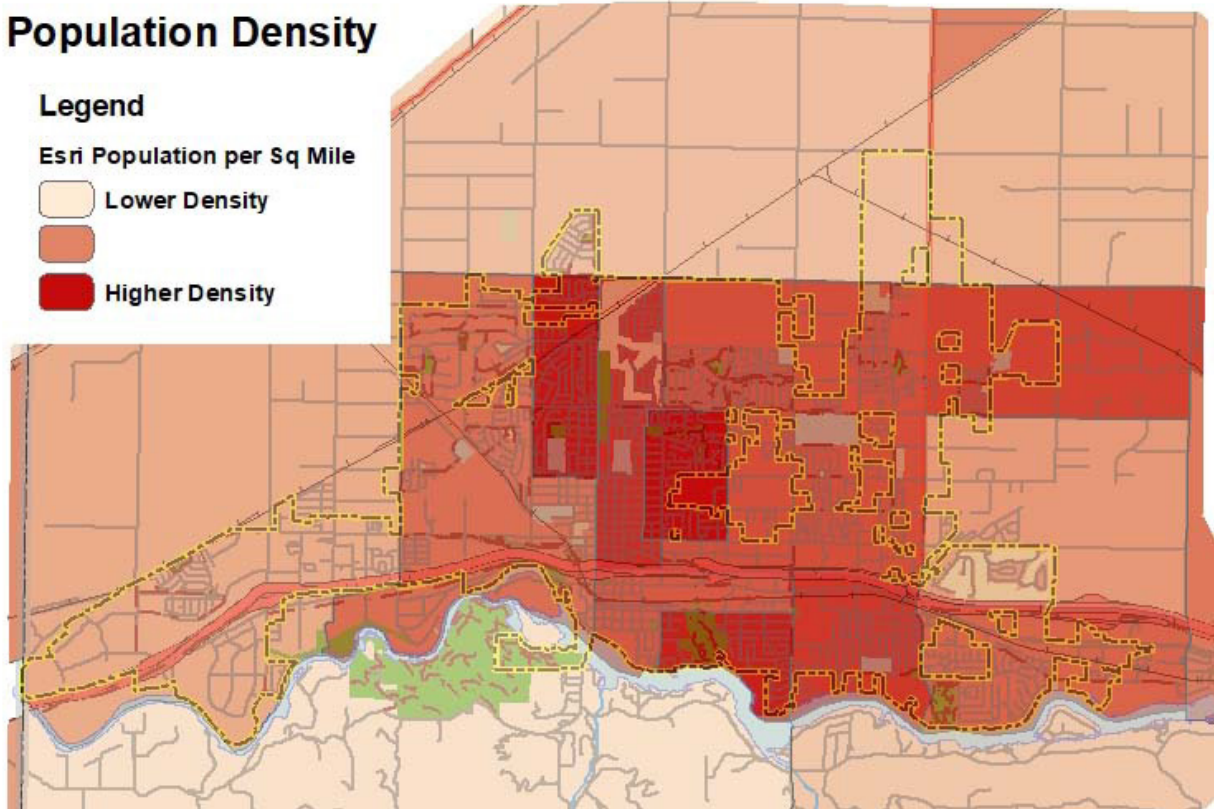 Population Density
Legend
Esri Population per Sq Mile
Lower Density
Higher Density